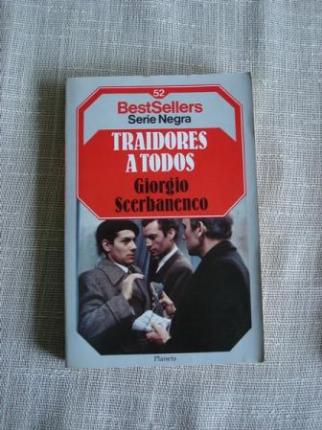 52
BestSellers
Serie Negra
TRAIDORES
A TODOS
Giorgio
Scerbanenco
Planeta